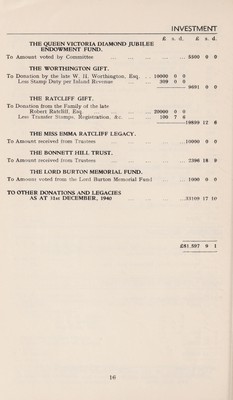 INVESTMENT
£ s. d. £ s. d.
THE QUEEN VICTORIA DIAMOND JUBILEE
ENDOWMENT FUND.
To Amount voted by Committee ... ... ... ... 5500 0 0
THE WORTHINGTON GIFT.
To Donation by the late W. H. Worthington, Esq. . . 10000 0 0
Less Stamp Duty per Inland Revenue ... ... 309 0 0
9691 0 0
THE RATCLIFF GIFT.
To Donation from the Family of the late
Robert Ratcliff, Esq. ... ... ... 20000 0 0
Less Transfer Stamps, Registration, &c. ... ... 100 7 6
19899 12 6
THE MISS EMMA RATCLIFF LEGACY.
To Amount received from Trustees ... ... ... 10000 0 0
THE BONNETT HILL TRUST.
To Amount received from Trustees ... ... ... 2396 10 9
THE LORD BURTON MEMORIAL FUND.
To Amount voted from the Lord Burton Memorial Fund ... 1000 0 0
TO OTHER DONATIONS AND LEGACIES
AS AT 31st DECEMBER, 1940 ... ... 33109 17 10
£81,597 0 1
16